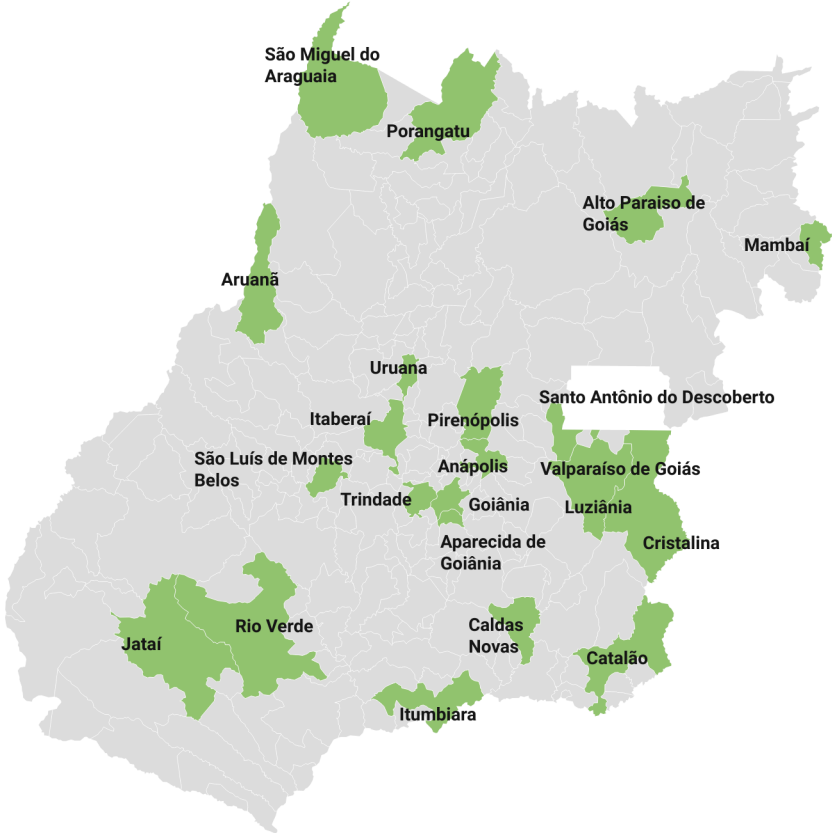 São Miguel do
Araguaia
Porangatu
Alto Paraiso de
Goiás
Mambaí
Aruanã
Uruana
Santo Antônio do Descoberto
Itaberaí
Pirenópolis
São Luís de Montes
Belos
Anápolis
Valparaíso de Goiás
Trindade
Goiânia
Luziânia
Aparecida de
Goiânia
Cristalina
Rio Verde
Caldas
Novas
Jataí
Catalão
Itumbiara